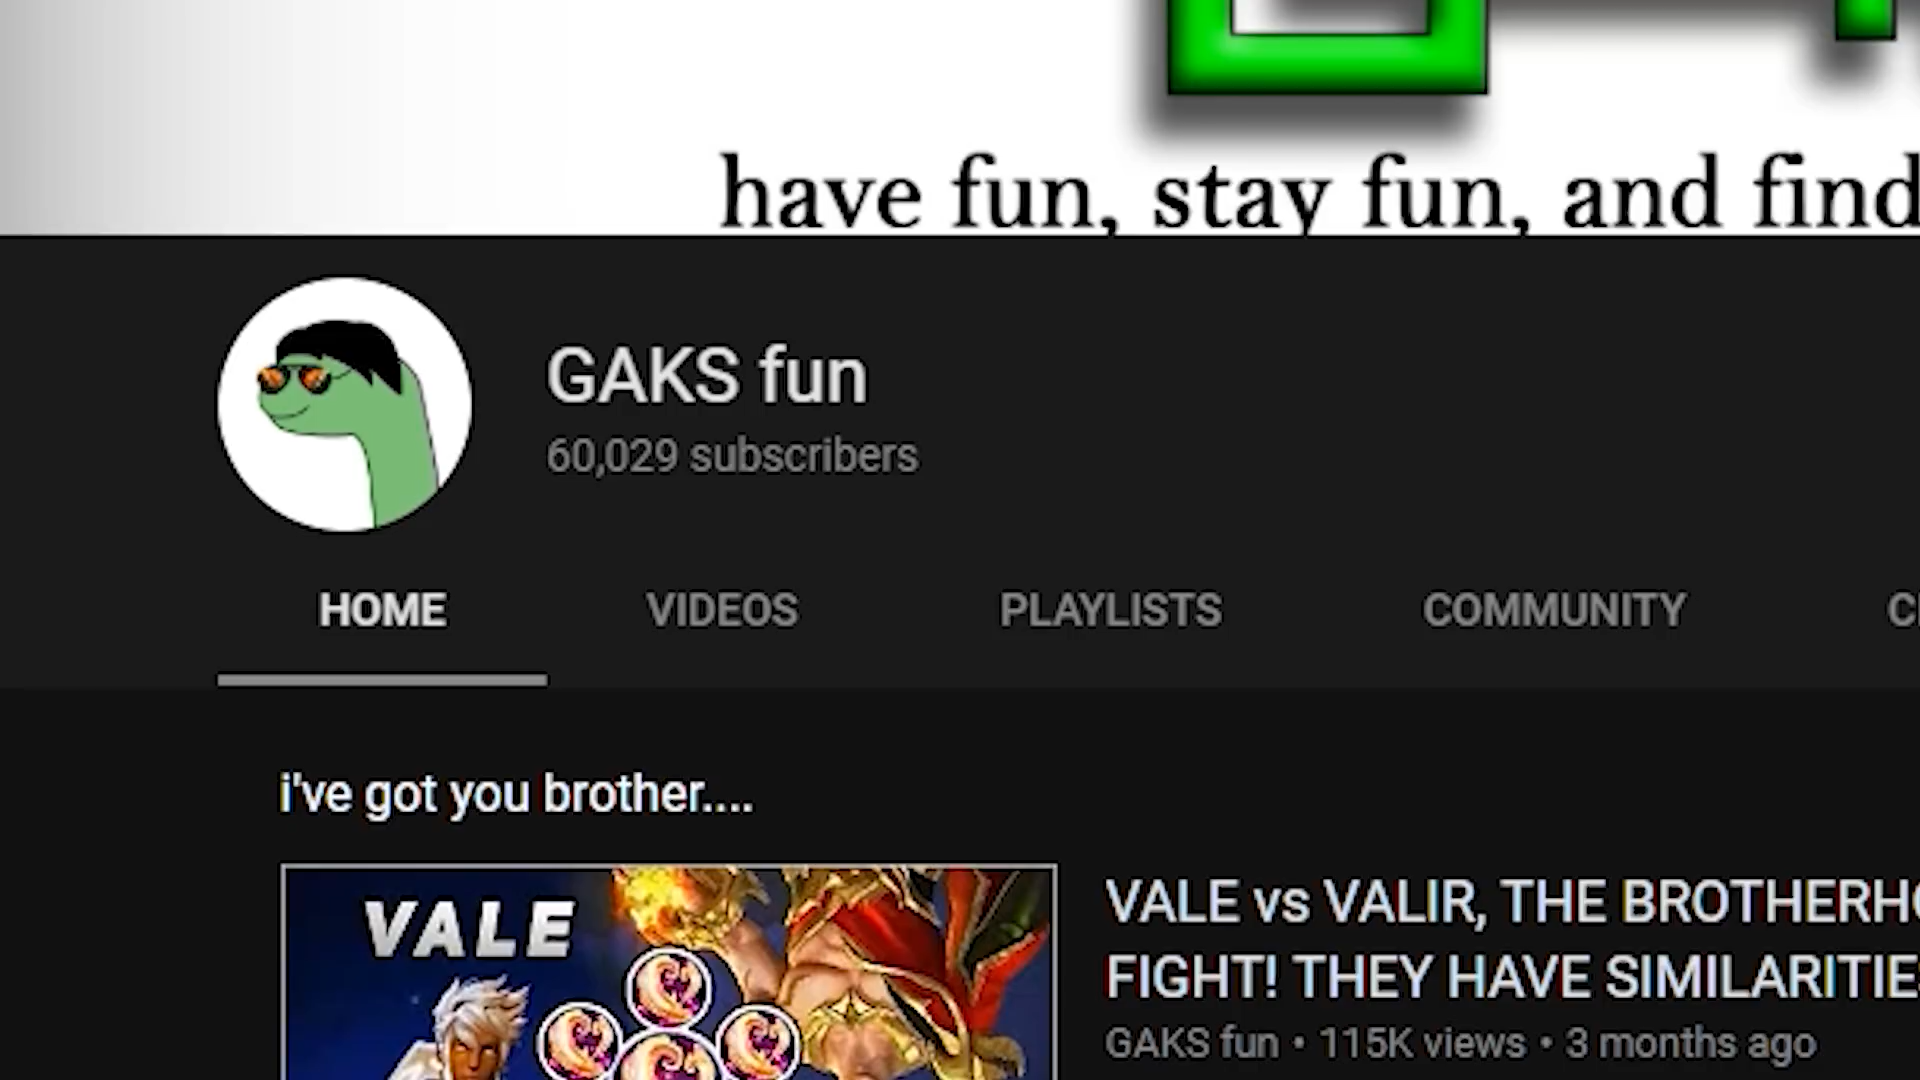 have fun, stay fun, and find
GAKS fun
60,029 subscribers
HOME VIDEOS PLAYLISTS COMMUNITY
i've got you brother....
VALE
VALE vs VALIR, THE BROTHERHO
FIGHT! THEY HAVE SIMILARITIE
GAKS fun • 115K views • 3 months ago